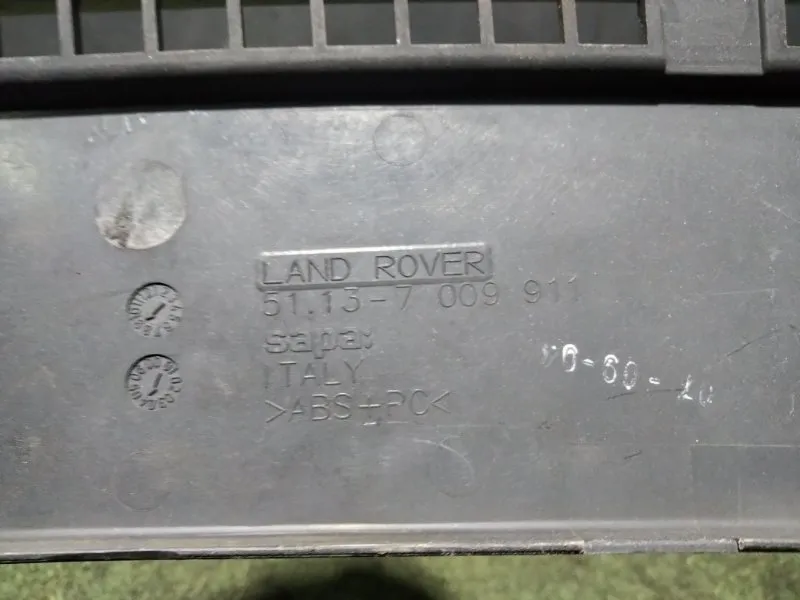 LAND ROVER
51.13-7 009 911
sapa:
ITALY
>ABS+PC<